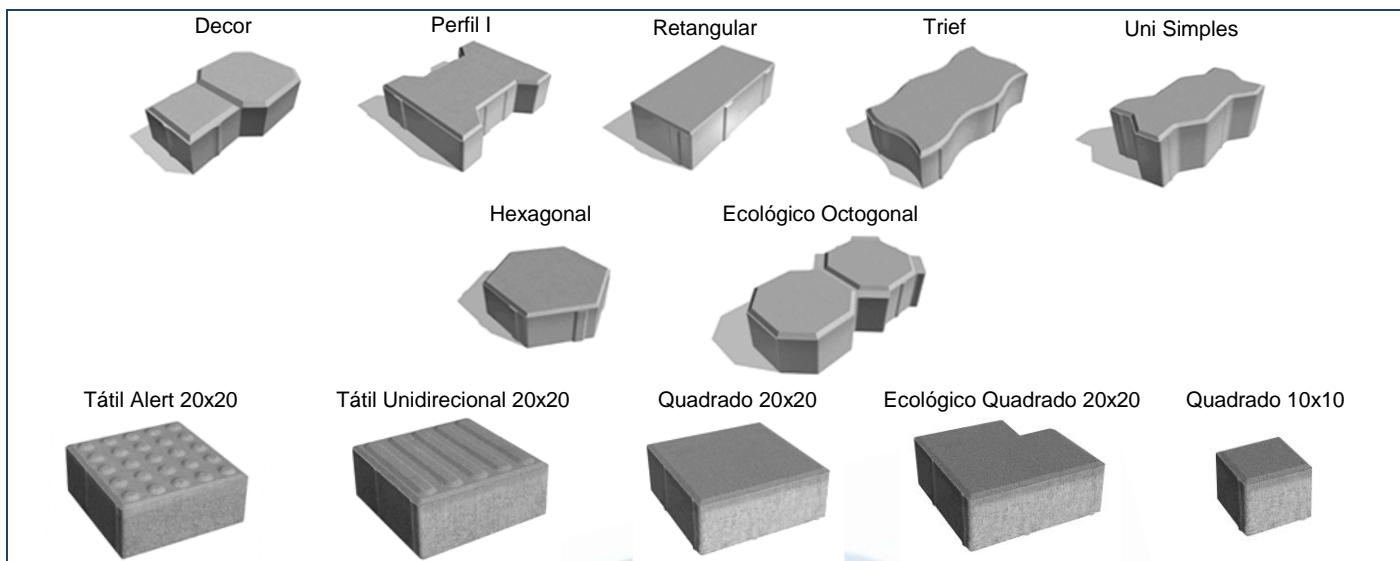 Decor Perfil I Retangular Trief Uni Simples
Hexagonal Ecológico Octogonal
Tátil Alert 20x20 Tátil Unidirecional 20x20 Quadrado 20x20 Ecológico Quadrado 20x20 Quadrado 10x10